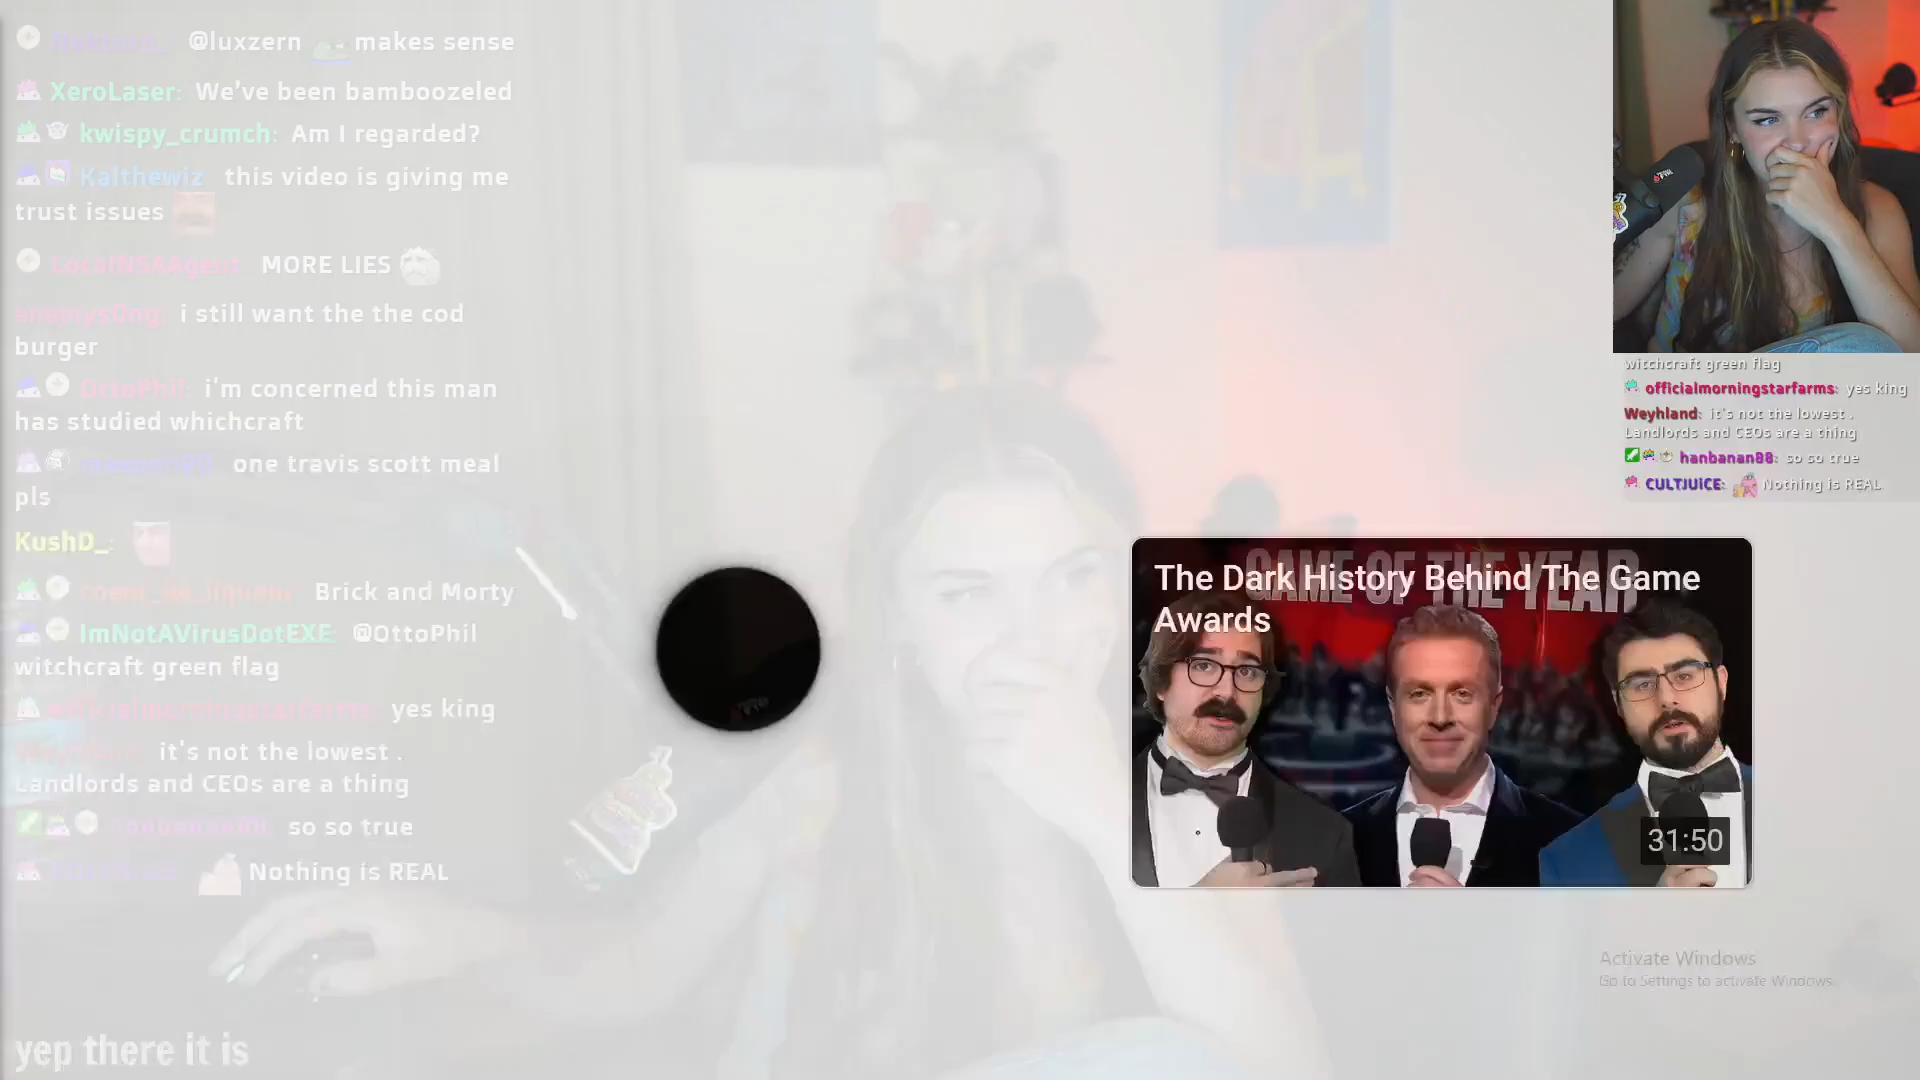 @luxzern makes sense
XeroLaser: We've been bamboozeled
kwispy_crumch: Am I regarded?
Kalthewiz this video is giving me
trust issues
LocalNSAAgent MORE LIES
i still want the the cod
burger
OttoPhil: i'm concerned this man
has studied whichcraft
one travis scott meal
pls
KushD_:
Brick and Morty
ImNotAVirusDotEXE: @OttoPhil
witchcraft green flag
officialmorningstarfarms: yes king
it's not the lowest .
Landlords and CEOs are a thing
so so true
Nothing is REAL
yep there it is
witchcraft green flag
officialmorningstarfarms: yes king
Weyhland: it's not the lowest .
Landlords and CEOs are a thing
hanbanan88: so so true
CULTJUICE: Nothing is REAL
GAME OF THE YEAR
The Dark History Behind The Game
Awards
31:50
Activate Windows
Go to Settings to activate Windows.